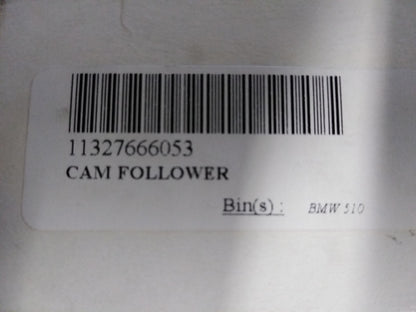 11327666053
CAM FOLLOWER
Bin(s) : BMW 510